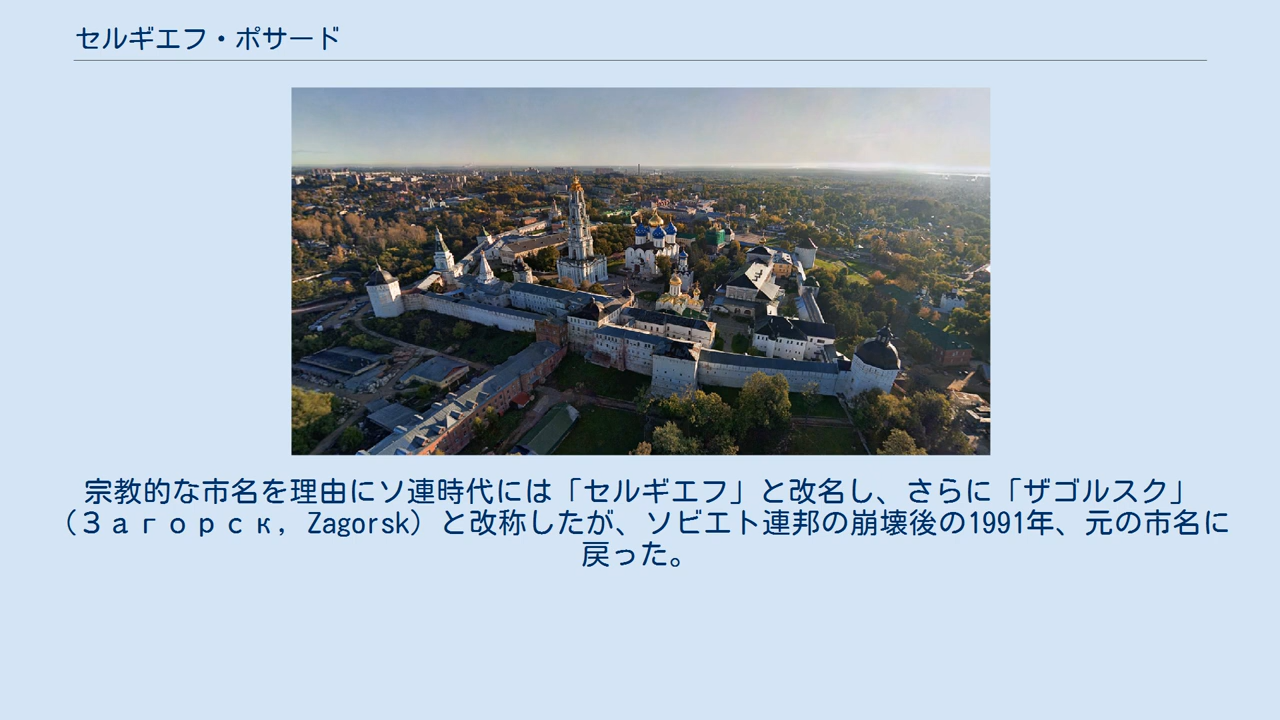 セルギエフ・ポサード
宗教的な市名を理由にソ連時代には「セルギエフ」と改名し、さらに「ザゴルスク」
（Загорск, Zagorsk）と改称したが、ソビエト連邦の崩壊後の1991年、元の市名に
戻った。